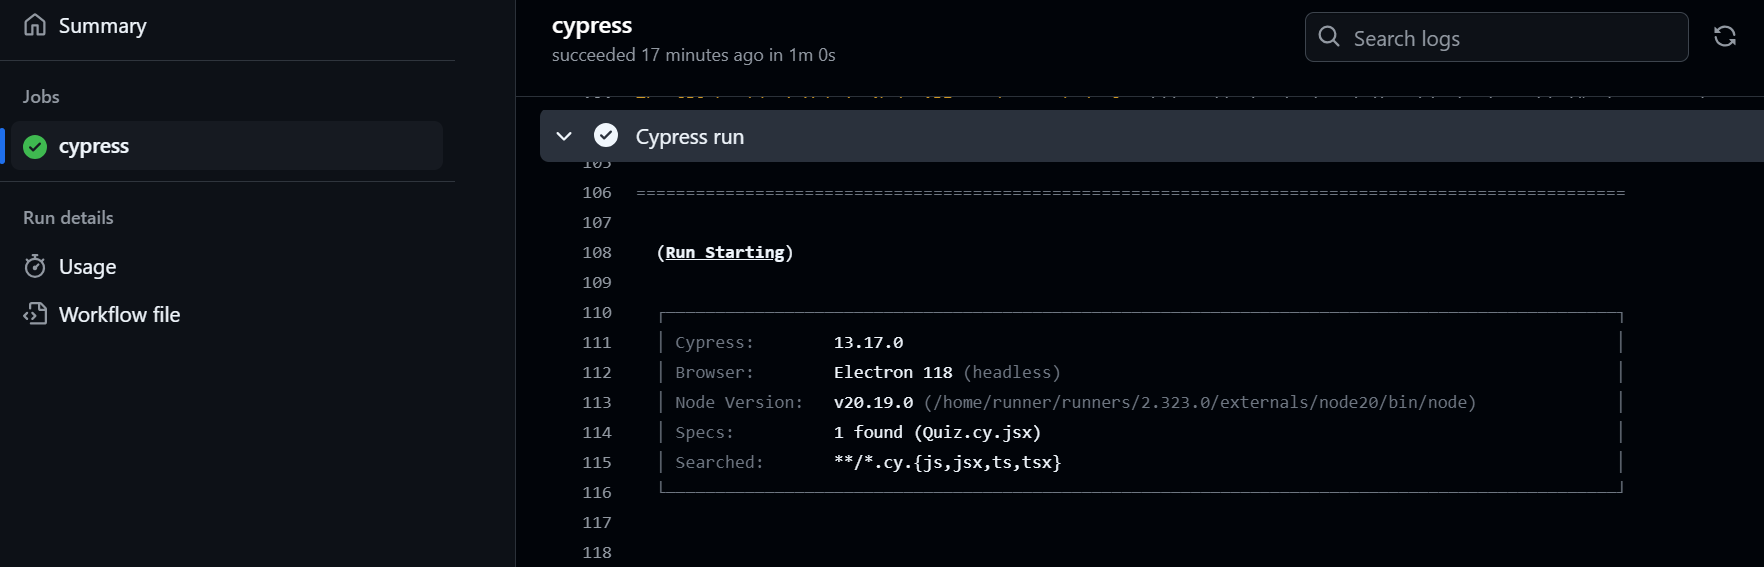 Summary
Jobs
cypress
Run details
Usage
Workflow file
cypress
succeeded 17 minutes ago in 1m 0s
Search logs
Cypress run
105
106 ====================================================================================================
107
108 (Run Starting)
109
110
111 Cypress: 13.17.0
112 Browser: Electron 118 (headless)
113 Node Version: v20.19.0 (/home/runner/runners/2.323.0/externals/node20/bin/node)
114 Specs: 1 found (Quiz.cy.jsx)
115 Searched: **/*.cy.{js,jsx,ts,tsx}
116
117
118